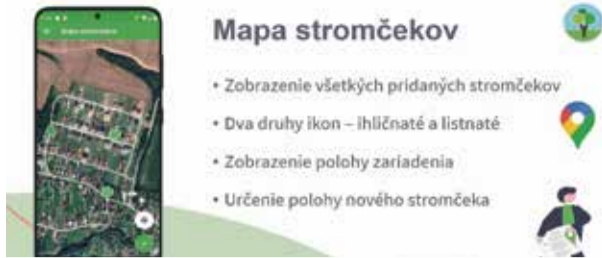 Mapa stromčekov
• Zobrazenie všetkých pridaných stromčekov
• Dva druhy ikon – ihličnaté a listnaté
• Zobrazenie polohy zariadenia
• Určenie polohy nového stromčeka